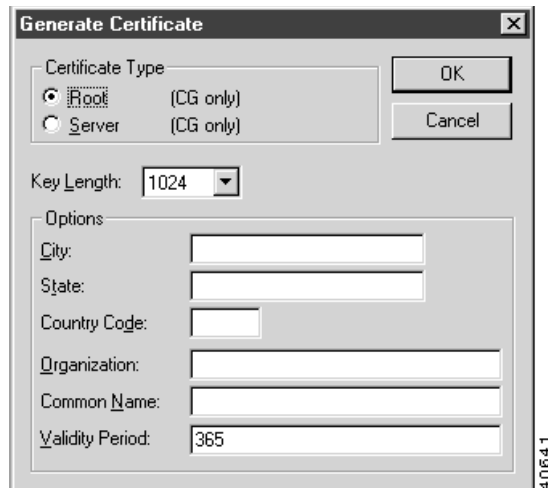 Generate Certificate
Certificate Type
Root (CG only)
Server (CG only)
OK
Cancel
Key Length: 1024
Options
City:
State:
Country Code:
Organization:
Common Name:
Validity Period: 365
40641